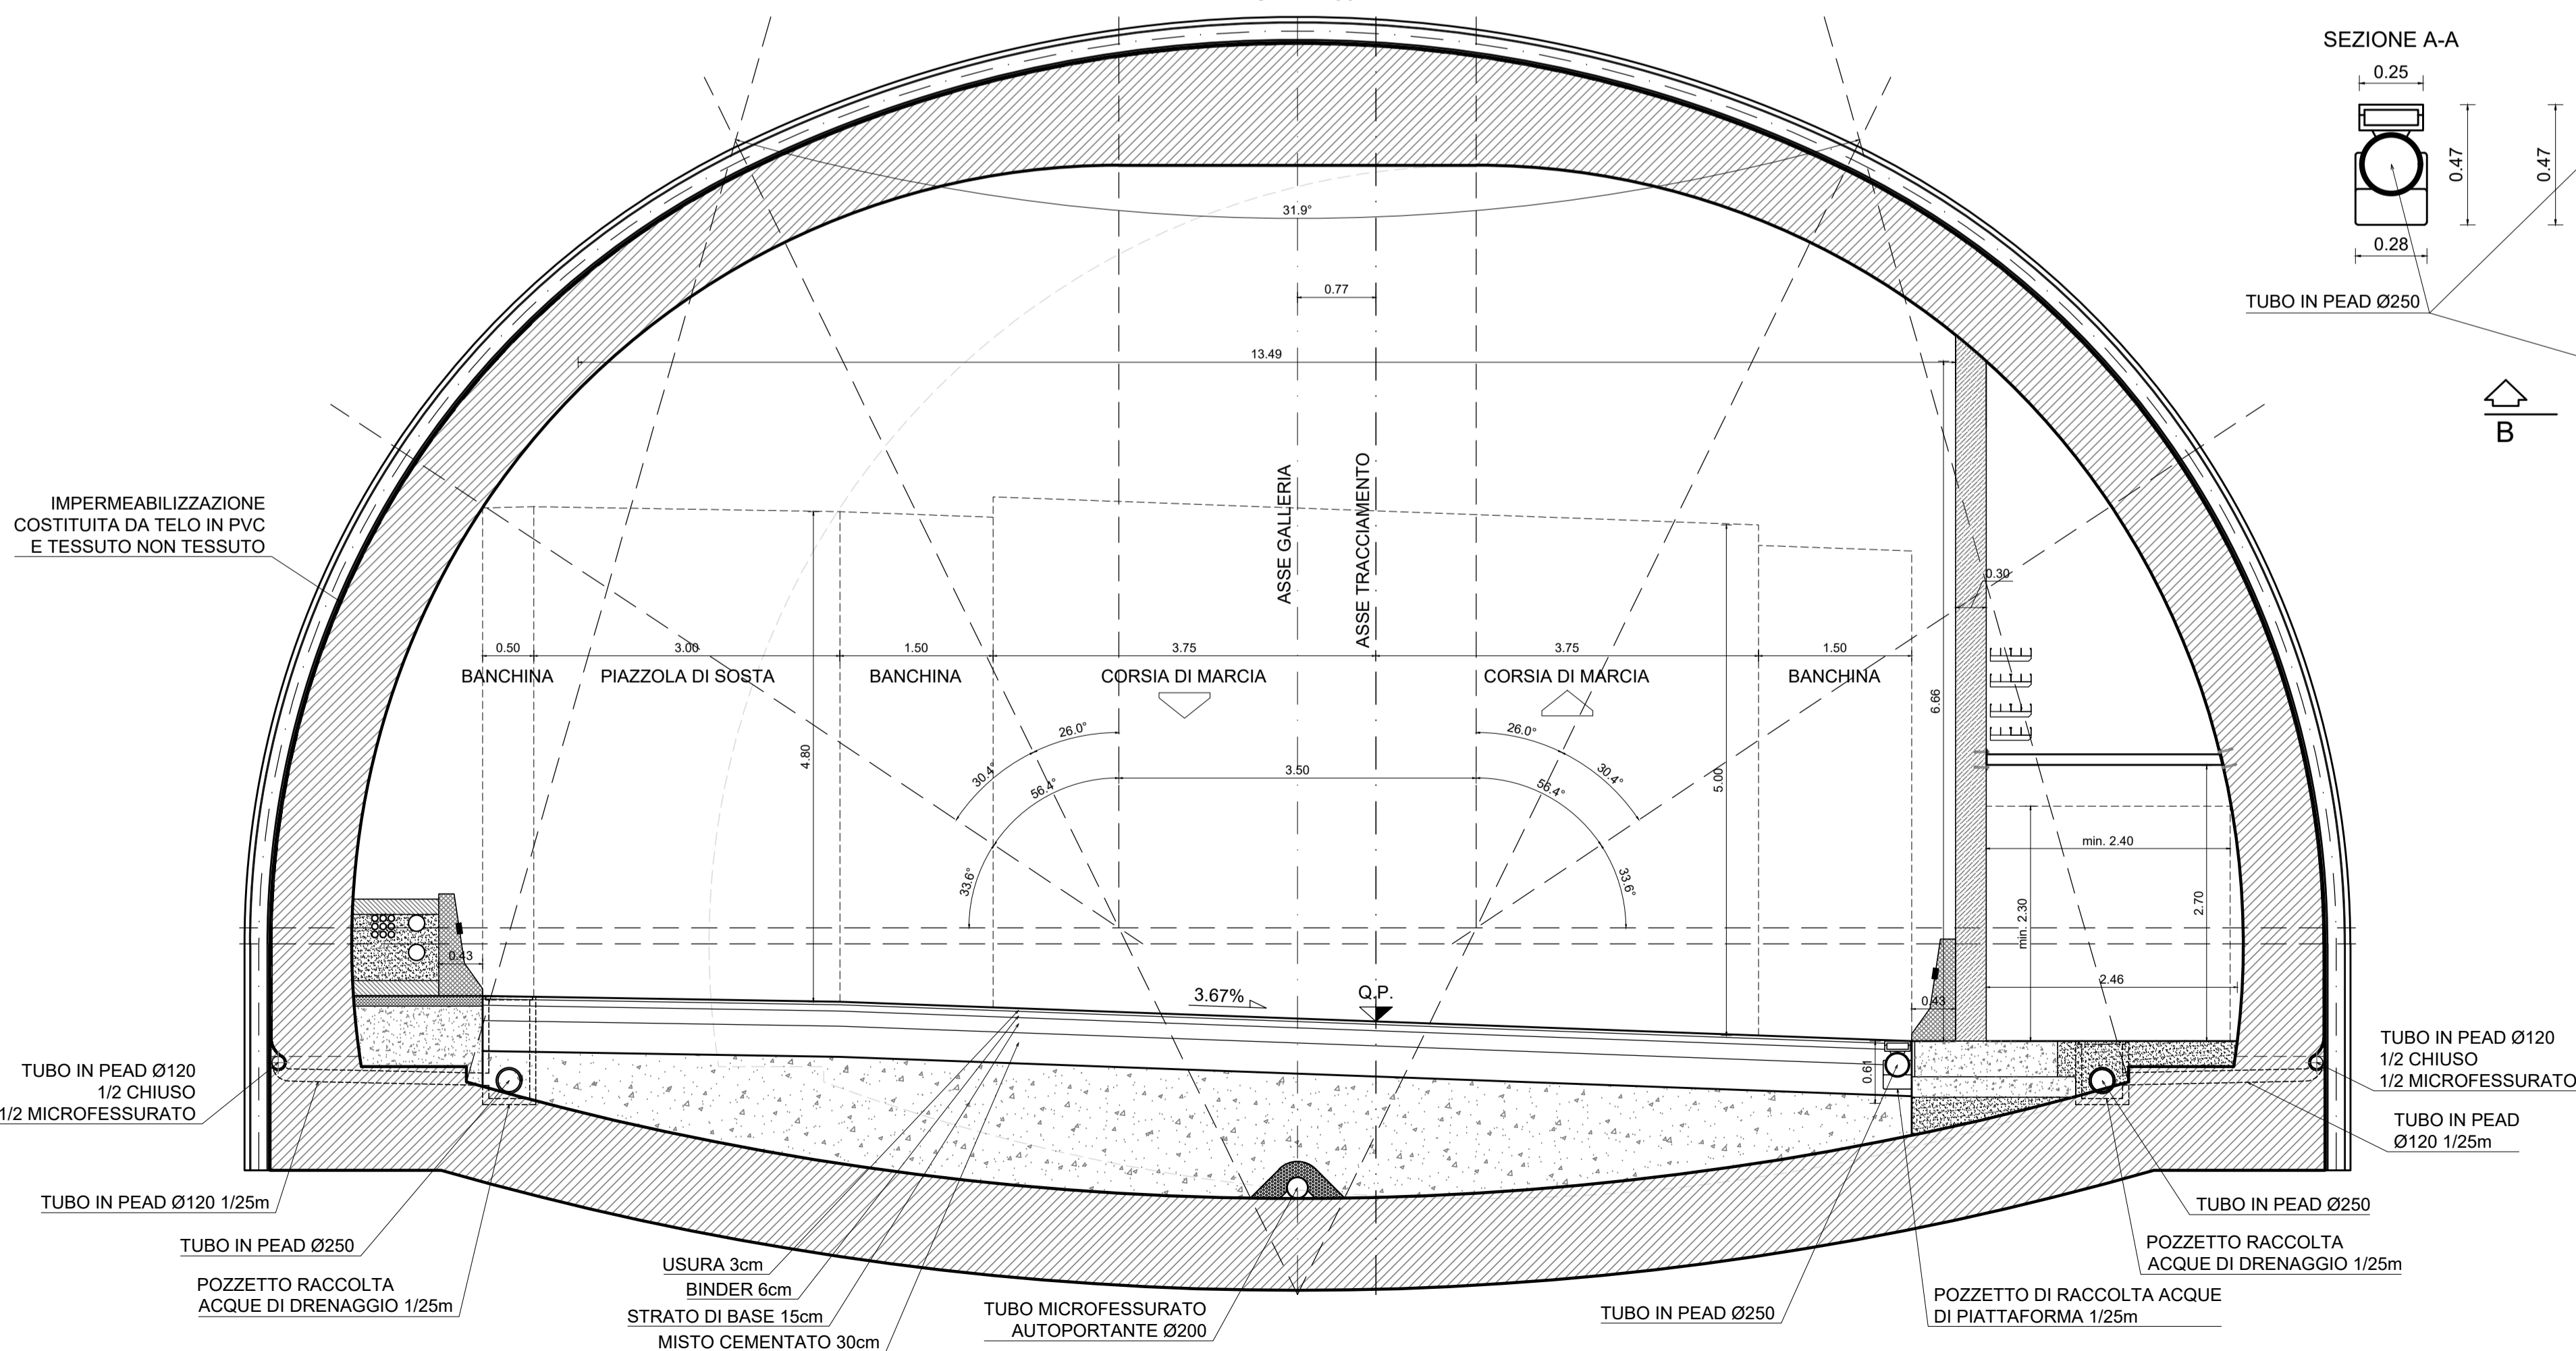 SEZIONE A-A
0.25
0.47
0.47
0.28
TUBO IN PEAD Ø250
B
31.9°
0.77
13.49
IMPERMEABILIZZAZIONE
COSTITUITA DA TELO IN PVC
E TESSUTO NON TESSUTO
ASSE GALLERIA
ASSE TRACCIAMENTO
0.30
0.50
3.00
1.50
3.75
3.75
1.50
BANCHINA
PIAZZOLA DI SOSTA
BANCHINA
CORSIA DI MARCIA
CORSIA DI MARCIA
BANCHINA
6.66
26.0°
26.0°
4.80
30.4°
56.4°
3.50
56.4°
30.4°
5.00
33.6°
33.6°
min. 2.40
min. 2.30
2.70
0.43
2.46
3.67%
Q.P.
0.43
0.61
TUBO IN PEAD Ø120
1/2 CHIUSO
1/2 MICROFESSURATO
TUBO IN PEAD Ø120
1/2 CHIUSO
1/2 MICROFESSURATO
TUBO IN PEAD
Ø120 1/25m
TUBO IN PEAD Ø120 1/25m
TUBO IN PEAD Ø250
TUBO IN PEAD Ø250
POZZETTO RACCOLTA
ACQUE DI DRENAGGIO 1/25m
POZZETTO RACCOLTA
ACQUE DI DRENAGGIO 1/25m
USURA 3cm
BINDER 6cm
STRATO DI BASE 15cm
MISTO CEMENTATO 30cm
TUBO MICROFESSURATO
AUTOPORTANTE Ø200
TUBO IN PEAD Ø250
POZZETTO DI RACCOLTA ACQUE
DI PIATTAFORMA 1/25m